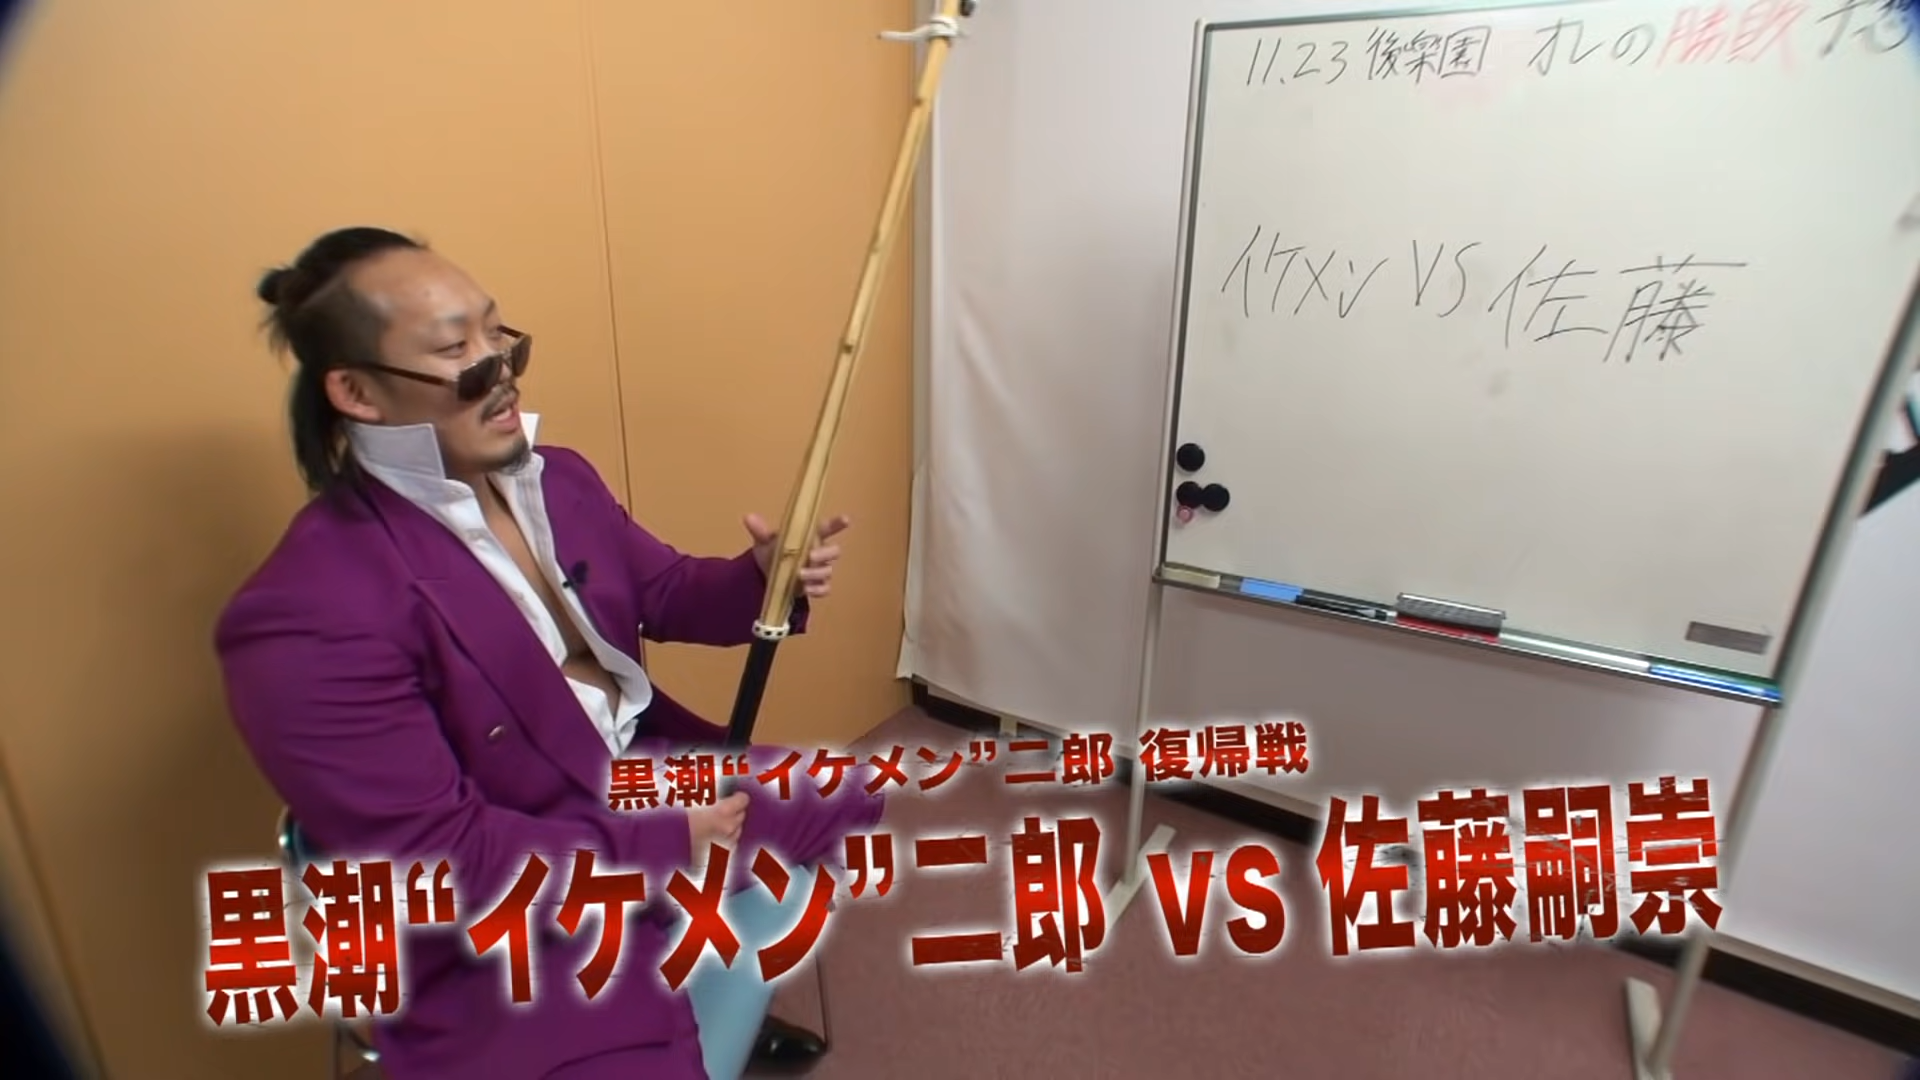 11.23 後楽園 オレの勝敗予想
イケメン VS 佐藤
黒潮“イケメン”二郎 復帰戦
黒潮“イケメン”二郎 vs 佐藤嗣崇